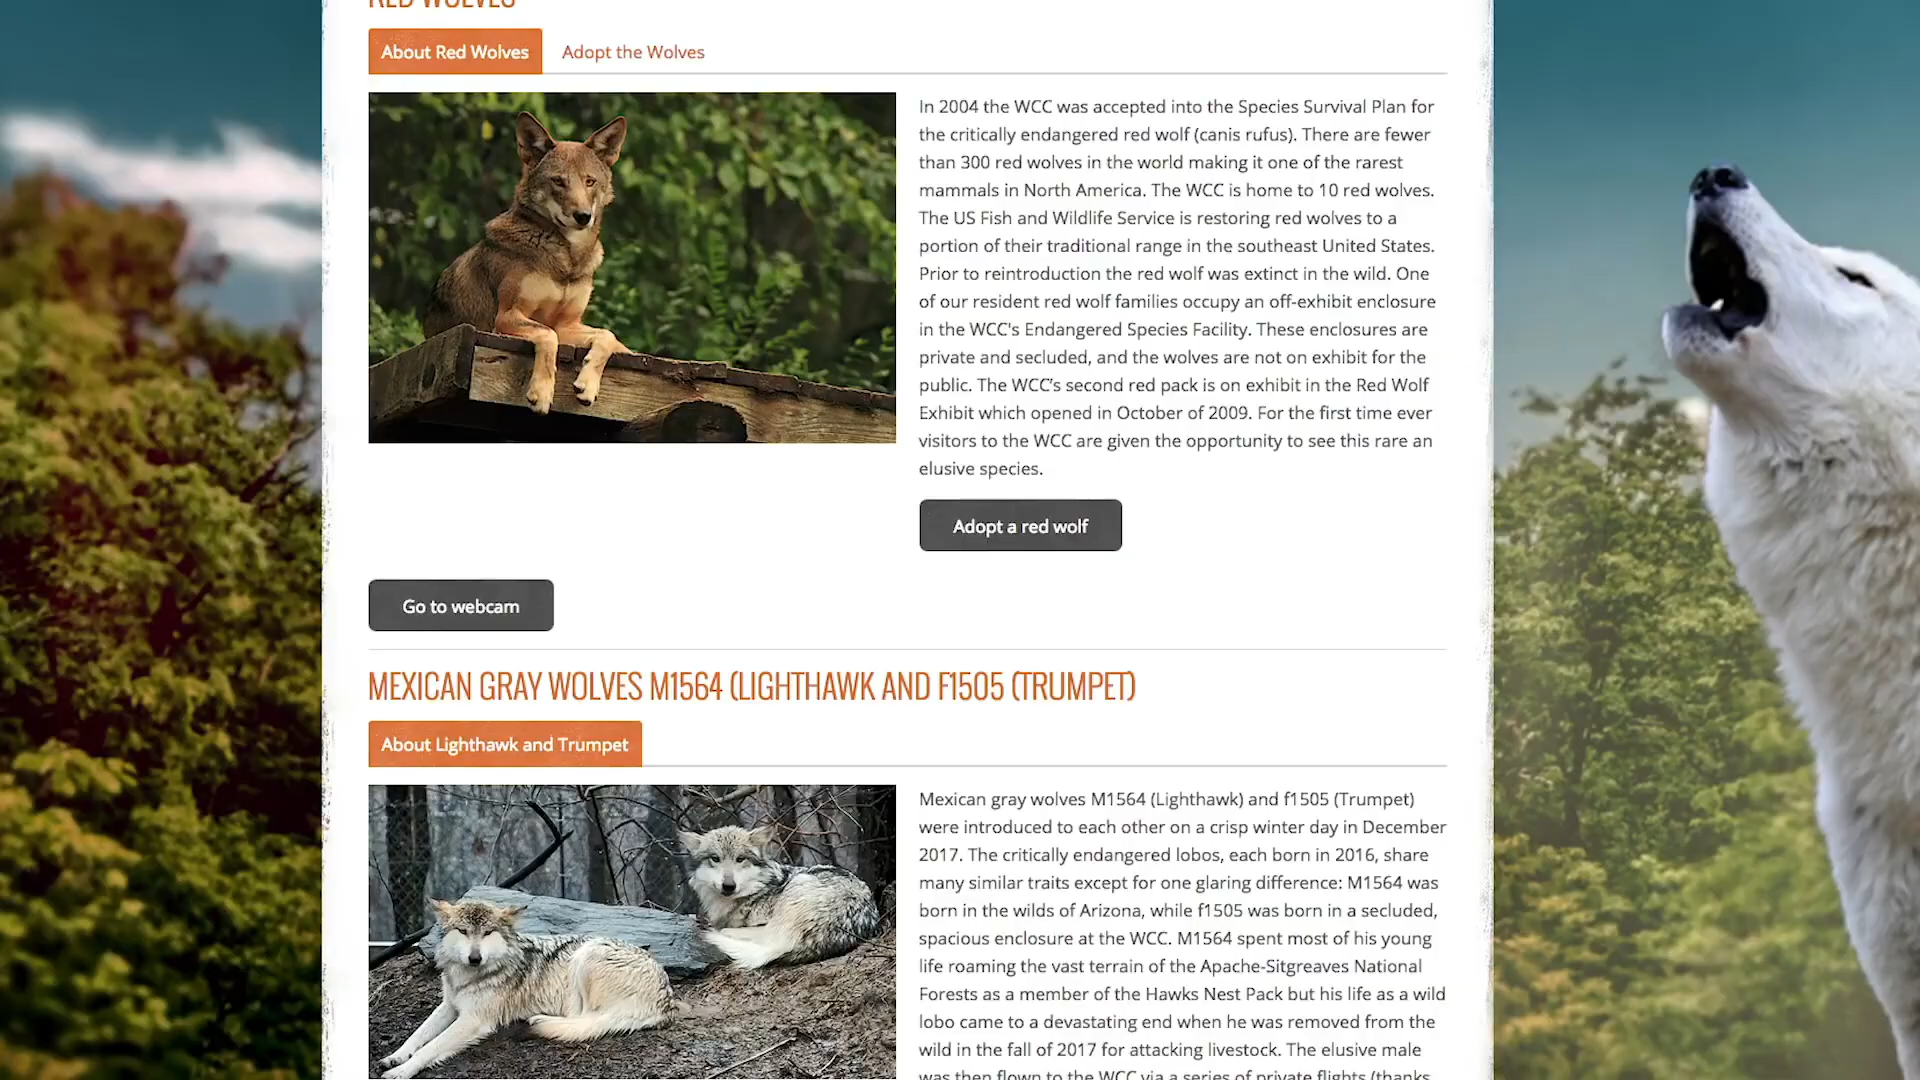 RED WOLVES
About Red Wolves
Adopt the Wolves
In 2004 the WCC was accepted into the Species Survival Plan for
the critically endangered red wolf (canis rufus). There are fewer
than 300 red wolves in the world making it one of the rarest
mammals in North America. The WCC is home to 10 red wolves.
The US Fish and Wildlife Service is restoring red wolves to a
portion of their traditional range in the southeast United States.
Prior to reintroduction the red wolf was extinct in the wild. One
of our resident red wolf families occupy an off-exhibit enclosure
in the WCC's Endangered Species Facility. These enclosures are
private and secluded, and the wolves are not on exhibit for the
public. The WCC’s second red pack is on exhibit in the Red Wolf
Exhibit which opened in October of 2009. For the first time ever
visitors to the WCC are given the opportunity to see this rare an
elusive species.
Adopt a red wolf
Go to webcam
MEXICAN GRAY WOLVES M1564 (LIGHTHAWK AND F1505 (TRUMPET)
About Lighthawk and Trumpet
Mexican gray wolves M1564 (Lighthawk) and f1505 (Trumpet)
were introduced to each other on a crisp winter day in December
2017. The critically endangered lobos, each born in 2016, share
many similar traits except for one glaring difference: M1564 was
born in the wilds of Arizona, while f1505 was born in a secluded,
spacious enclosure at the WCC. M1564 spent most of his young
life roaming the vast terrain of the Apache-Sitgreaves National
Forests as a member of the Hawks Nest Pack but his life as a wild
lobo came to a devastating end when he was removed from the
wild in the fall of 2017 for attacking livestock. The elusive male
was then flown to the WCC via a series of private flights (thanks